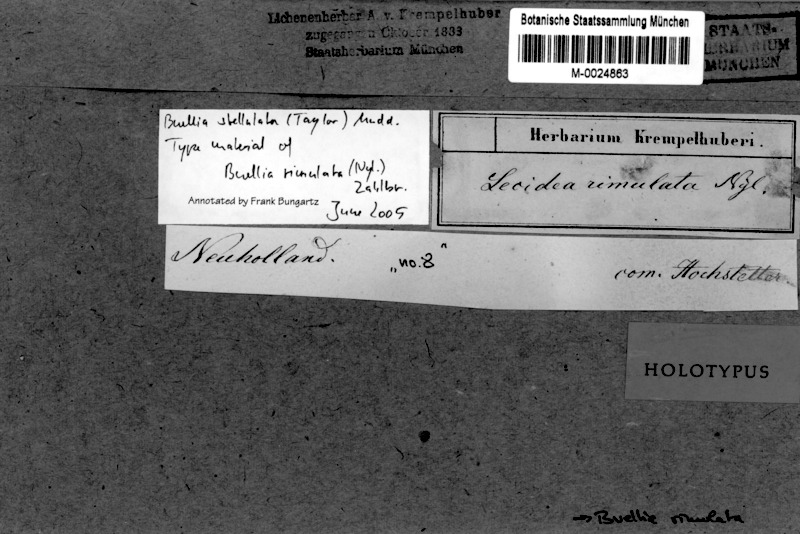 Lichenenherbar A. v. Krempelhuber
zugegangen Oktober 1883
Staatsherbarium München
Botanische Staatssammlung München
M-0024863
STAATS-
HERBARIUM
MÜNCHEN
Buellia stellulata (Taylor) Mudd.
Type material of
Buellia rimulata (Nyl.)
Zahlbr.
Annotated by Frank Bungartz
June 2005
Herbarium Krempelhuberi.
Lecidea rimulata Nyl.
Neuholland. „no. 8" com. Hochstetter.
HOLOTYPUS
→ Buellia rimulata